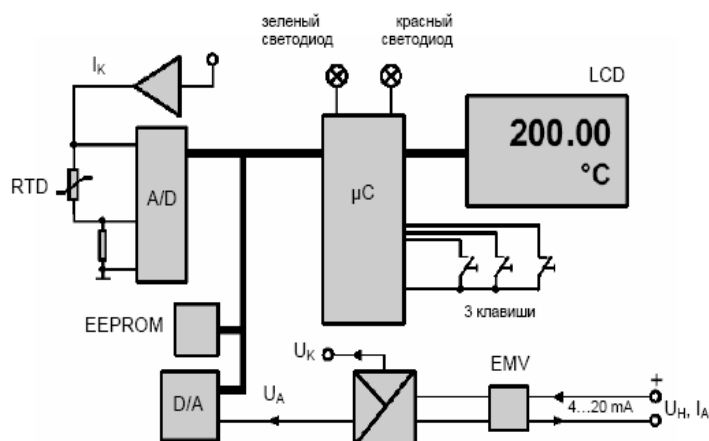 зеленый
светодиод
красный
светодиод
I_K
LCD
200.00
°C
RTD
A/D
µC
EEPROM
3 клавиши
U_K
EMV
D/A
U_A
4...20 mA
+
U_H, I_A